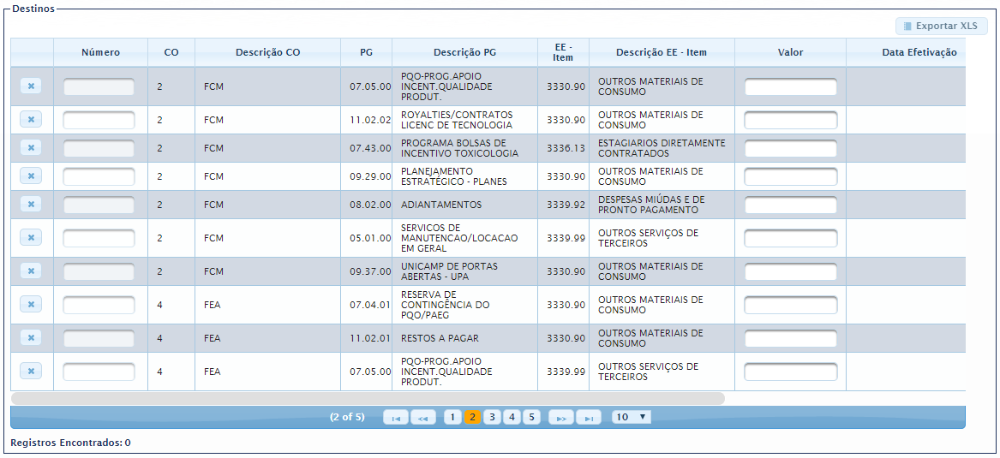 Destinos
Exportar XLS
Número CO Descrição CO PG Descrição PG EE - Item Descrição EE - Item Valor Data Efetivação
2 FCM 07.05.00 PQO-PROG.APOIO INCENT.QUALIDADE PRODUT. 3330.90 OUTROS MATERIAIS DE CONSUMO
2 FCM 11.02.02 ROYALTIES/CONTRATOS LICENC DE TECNOLOGIA 3330.90 OUTROS MATERIAIS DE CONSUMO
2 FCM 07.43.00 PROGRAMA BOLSAS DE INCENTIVO TOXICOLOGIA 3336.13 ESTAGIARIOS DIRETAMENTE CONTRATADOS
2 FCM 09.29.00 PLANEJAMENTO ESTRATÉGICO - PLANES 3330.90 OUTROS MATERIAIS DE CONSUMO
2 FCM 08.02.00 ADIANTAMENTOS 3339.92 DESPESAS MIÚDAS E DE PRONTO PAGAMENTO
2 FCM 05.01.00 SERVICOS DE MANUTENCAO/LOCACAO EM GERAL 3339.99 OUTROS SERVIÇOS DE TERCEIROS
2 FCM 09.37.00 UNICAMP DE PORTAS ABERTAS - UPA 3330.90 OUTROS MATERIAIS DE CONSUMO
4 FEA 07.04.01 RESERVA DE CONTINGÊNCIA DO PQO/PAEG 3330.90 OUTROS MATERIAIS DE CONSUMO
4 FEA 11.02.01 RESTOS A PAGAR 3330.90 OUTROS MATERIAIS DE CONSUMO
4 FEA 07.05.00 PQO-PROG.APOIO INCENT.QUALIDADE PRODUT. 3339.99 OUTROS SERVIÇOS DE TERCEIROS
(2 of 5) 1 2 3 4 5 10
Registros Encontrados: 0